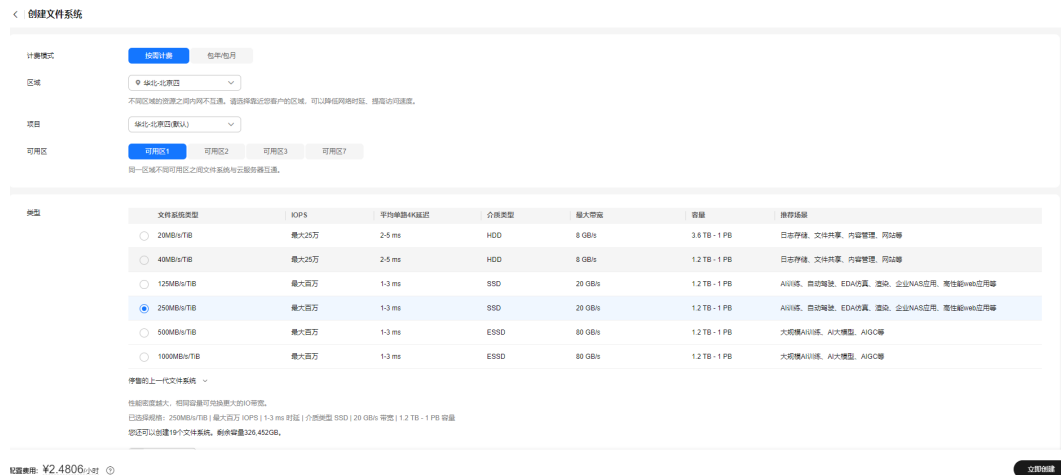 创建文件系统
计费模式 按需计费 包年/包月
区域 华北-北京四
不同区域的资源之间内网不互通。请选择靠近您客户的区域，可以降低网络时延、提高访问速度。
项目 华北-北京四(默认)
可用区 可用区1 可用区2 可用区3 可用区7
同一区域不同可用区之间文件系统与云服务器互通。
类型 文件系统类型 IOPS 平均单路4K延迟 介质类型 最大带宽 容量 推荐场景
20MB/s/TiB 最大25万 2-5 ms HDD 8 GB/s 3.6 TB - 1 PB 日志存储、文件共享、内容管理、网站等
40MB/s/TiB 最大25万 2-5 ms HDD 8 GB/s 1.2 TB - 1 PB 日志存储、文件共享、内容管理、网站等
125MB/s/TiB 最大百万 1-3 ms SSD 20 GB/s 1.2 TB - 1 PB AI训练、自动驾驶、EDA仿真、渲染、企业NAS应用、高性能web应用等
250MB/s/TiB 最大百万 1-3 ms SSD 20 GB/s 1.2 TB - 1 PB AI训练、自动驾驶、EDA仿真、渲染、企业NAS应用、高性能web应用等
500MB/s/TiB 最大百万 1-3 ms ESSD 80 GB/s 1.2 TB - 1 PB 大规模AI训练、AI大模型、AIGC等
1000MB/s/TiB 最大百万 1-3 ms ESSD 80 GB/s 1.2 TB - 1 PB 大规模AI训练、AI大模型、AIGC等
停售的上一代文件系统
性能密度越大，相同容量可兑换更大的IO带宽。
已选择规格：250MB/s/TiB | 最大百万 IOPS | 1-3 ms 时延 | 介质类型 SSD | 20 GB/s 带宽 | 1.2 TB - 1 PB 容量
您还可以创建19个文件系统。剩余容量326,452GB。
配置费用: ¥2.4806/小时 立即创建